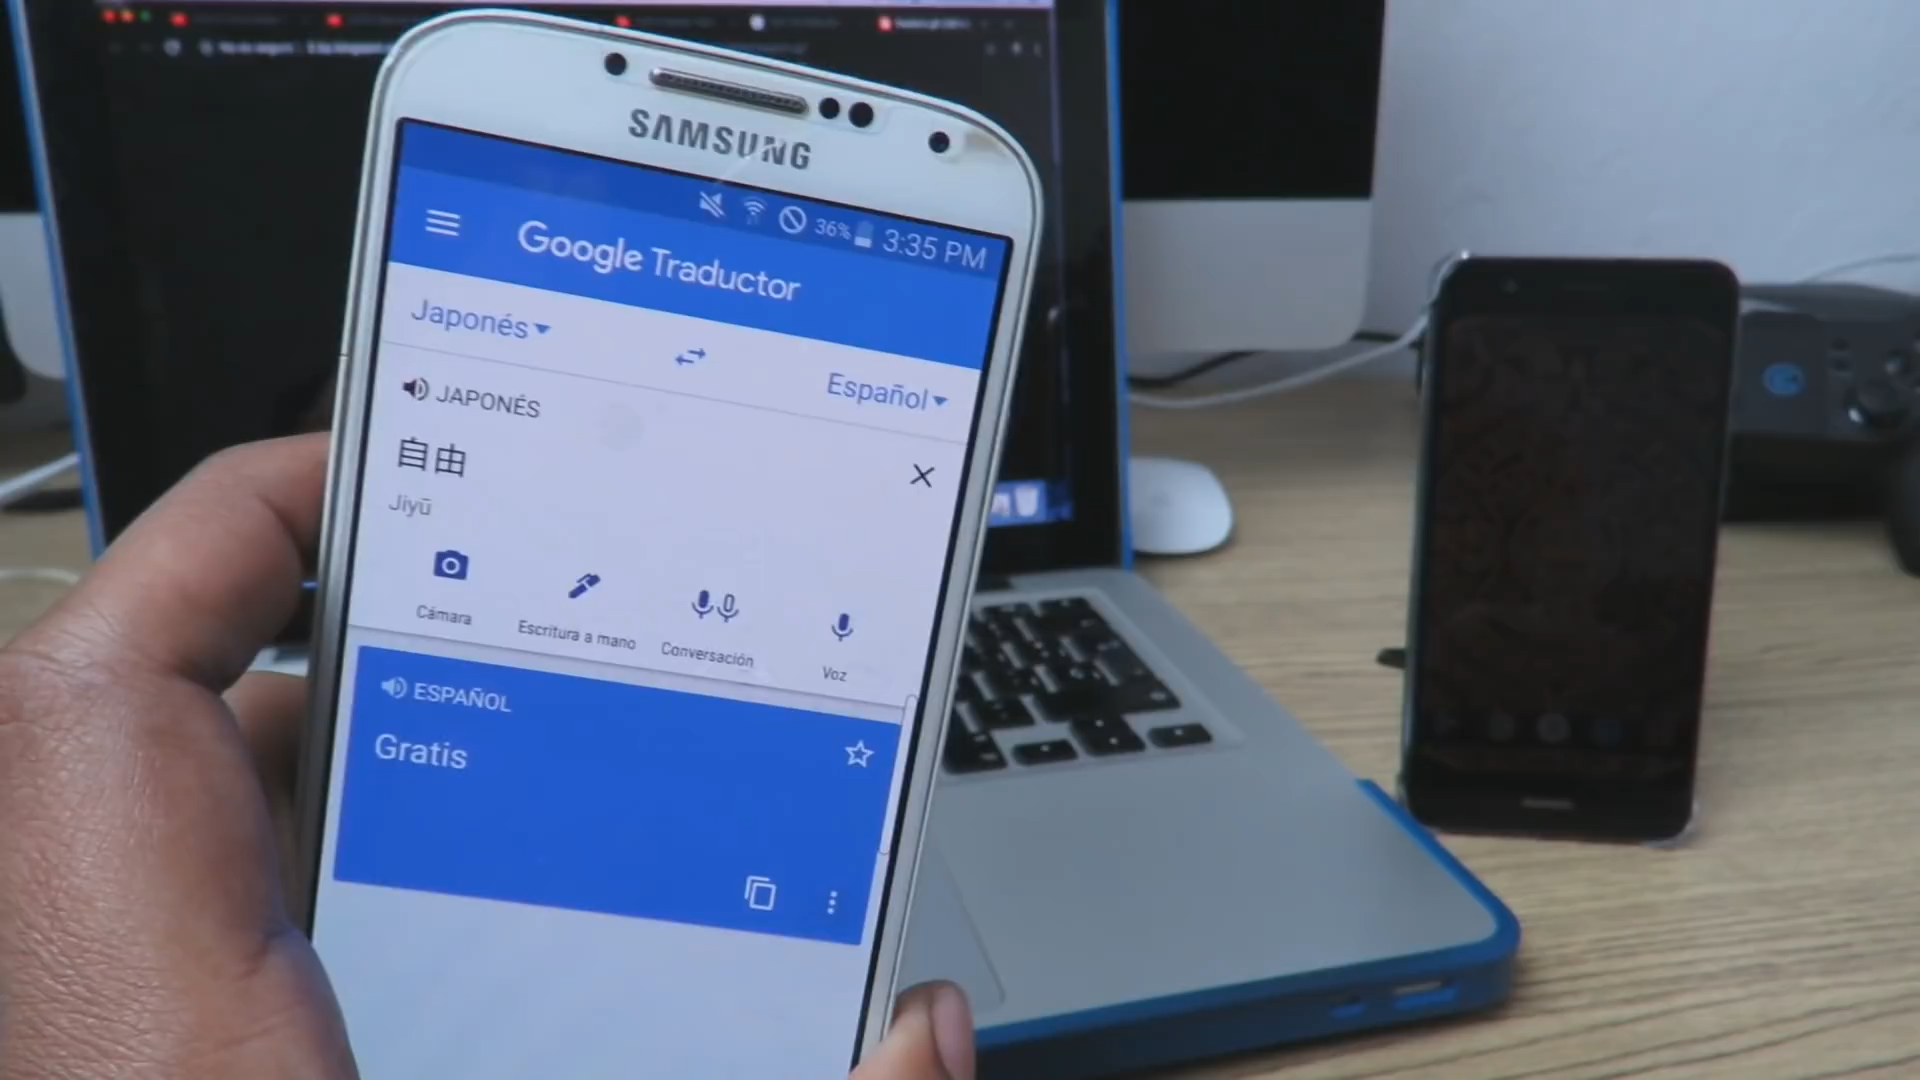 SAMSUNG
36% 3:35 PM
Google Traductor
Japonés
Español
JAPONÉS
自由
Jiyū
Cámara
Escritura a mano
Conversación
Voz
ESPAÑOL
Gratis